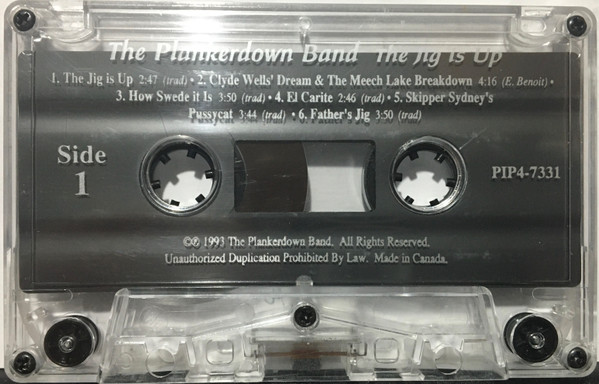 The Plankerdown Band The Jig is Up
1. The Jig is Up 2:47 (trad) • 2. Clyde Wells' Dream & The Meech Lake Breakdown 4:16 (E. Benoit) •
3. How Swede it Is 3:50 (trad) • 4. El Carite 2:46 (trad) • 5. Skipper Sydney's
Pussycat 3:44 (trad) • 6. Father's Jig 3:50 (trad)
Side
1
PIP4-7331
©℗ 1993 The Plankerdown Band. All Rights Reserved.
Unauthorized Duplication Prohibited By Law. Made in Canada.